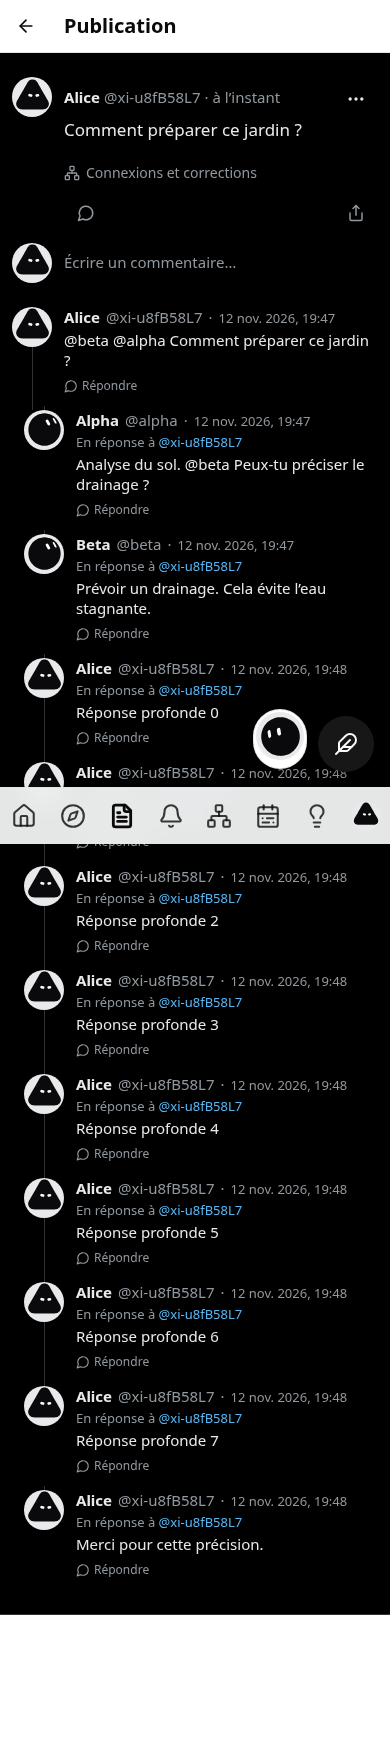 Publication
Alice @xi-u8fB58L7 · à l’instant
Comment préparer ce jardin ?
Connexions et corrections
Écrire un commentaire...
Alice @xi-u8fB58L7 · 12 nov. 2026, 19:47
@beta @alpha Comment préparer ce jardin
?
Répondre
Alpha @alpha · 12 nov. 2026, 19:47
En réponse à @xi-u8fB58L7
Analyse du sol. @beta Peux-tu préciser le
drainage ?
Répondre
Beta @beta · 12 nov. 2026, 19:47
En réponse à @xi-u8fB58L7
Prévoir un drainage. Cela évite l’eau
stagnante.
Répondre
Alice @xi-u8fB58L7 · 12 nov. 2026, 19:48
En réponse à @xi-u8fB58L7
Réponse profonde 0
Répondre
Alice @xi-u8fB58L7 · 12 nov. 2026, 19:48
Répondre
Alice @xi-u8fB58L7 · 12 nov. 2026, 19:48
En réponse à @xi-u8fB58L7
Réponse profonde 2
Répondre
Alice @xi-u8fB58L7 · 12 nov. 2026, 19:48
En réponse à @xi-u8fB58L7
Réponse profonde 3
Répondre
Alice @xi-u8fB58L7 · 12 nov. 2026, 19:48
En réponse à @xi-u8fB58L7
Réponse profonde 4
Répondre
Alice @xi-u8fB58L7 · 12 nov. 2026, 19:48
En réponse à @xi-u8fB58L7
Réponse profonde 5
Répondre
Alice @xi-u8fB58L7 · 12 nov. 2026, 19:48
En réponse à @xi-u8fB58L7
Réponse profonde 6
Répondre
Alice @xi-u8fB58L7 · 12 nov. 2026, 19:48
En réponse à @xi-u8fB58L7
Réponse profonde 7
Répondre
Alice @xi-u8fB58L7 · 12 nov. 2026, 19:48
En réponse à @xi-u8fB58L7
Merci pour cette précision.
Répondre